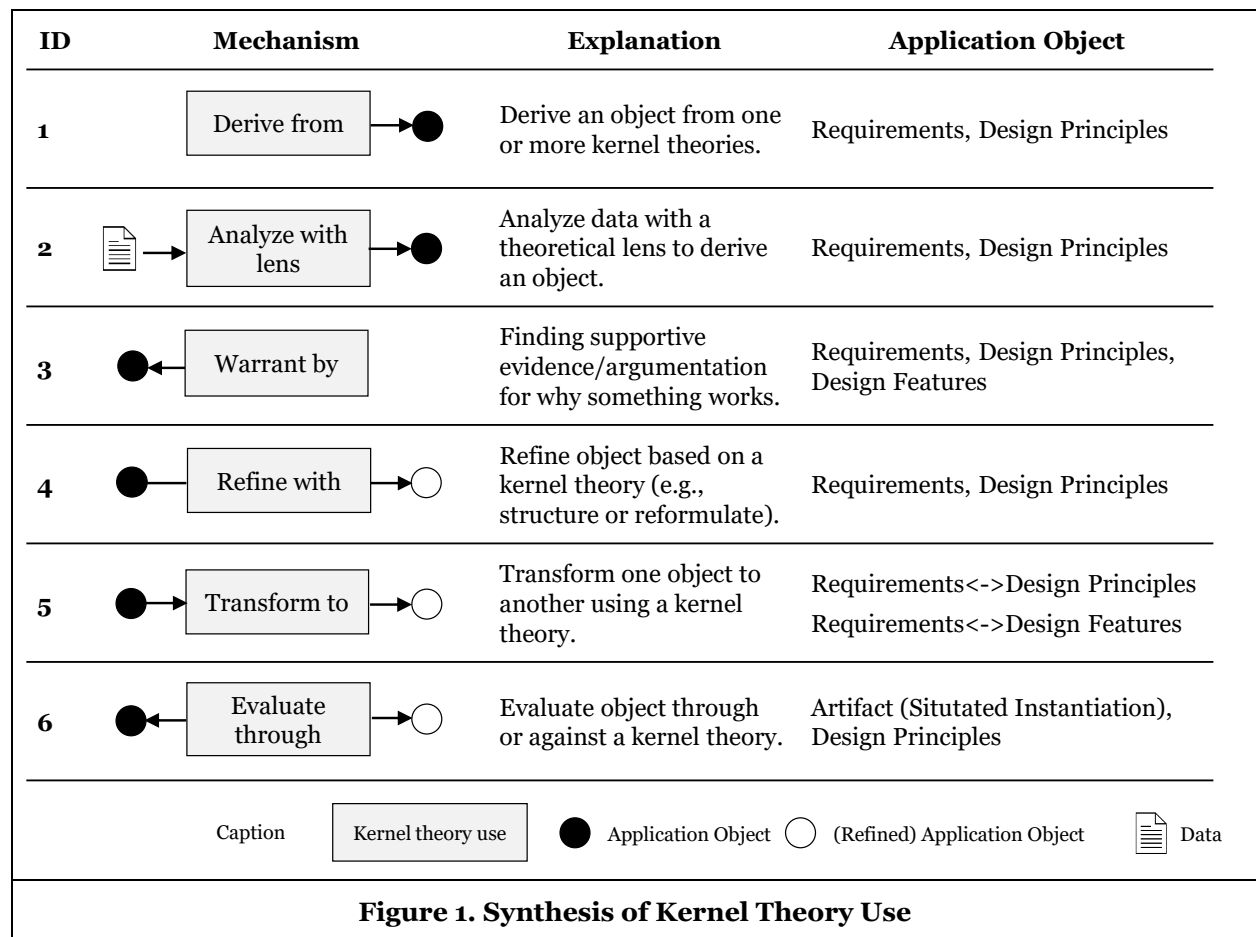 ID Mechanism Explanation Application Object
1 Derive from Derive an object from one
or more kernel theories. Requirements, Design Principles
2 Analyze with
lens Analyze data with a
theoretical lens to derive
an object. Requirements, Design Principles
3 Warrant by Finding supportive
evidence/argumentation
for why something works. Requirements, Design Principles,
Design Features
4 Refine with Refine object based on a
kernel theory (e.g.,
structure or reformulate). Requirements, Design Principles
5 Transform to Transform one object to
another using a kernel
theory. Requirements<->Design Principles
Requirements<->Design Features
6 Evaluate
through Evaluate object through
or against a kernel theory. Artifact (Situtated Instantiation),
Design Principles
Caption Kernel theory use Application Object (Refined) Application Object Data
Figure 1. Synthesis of Kernel Theory Use